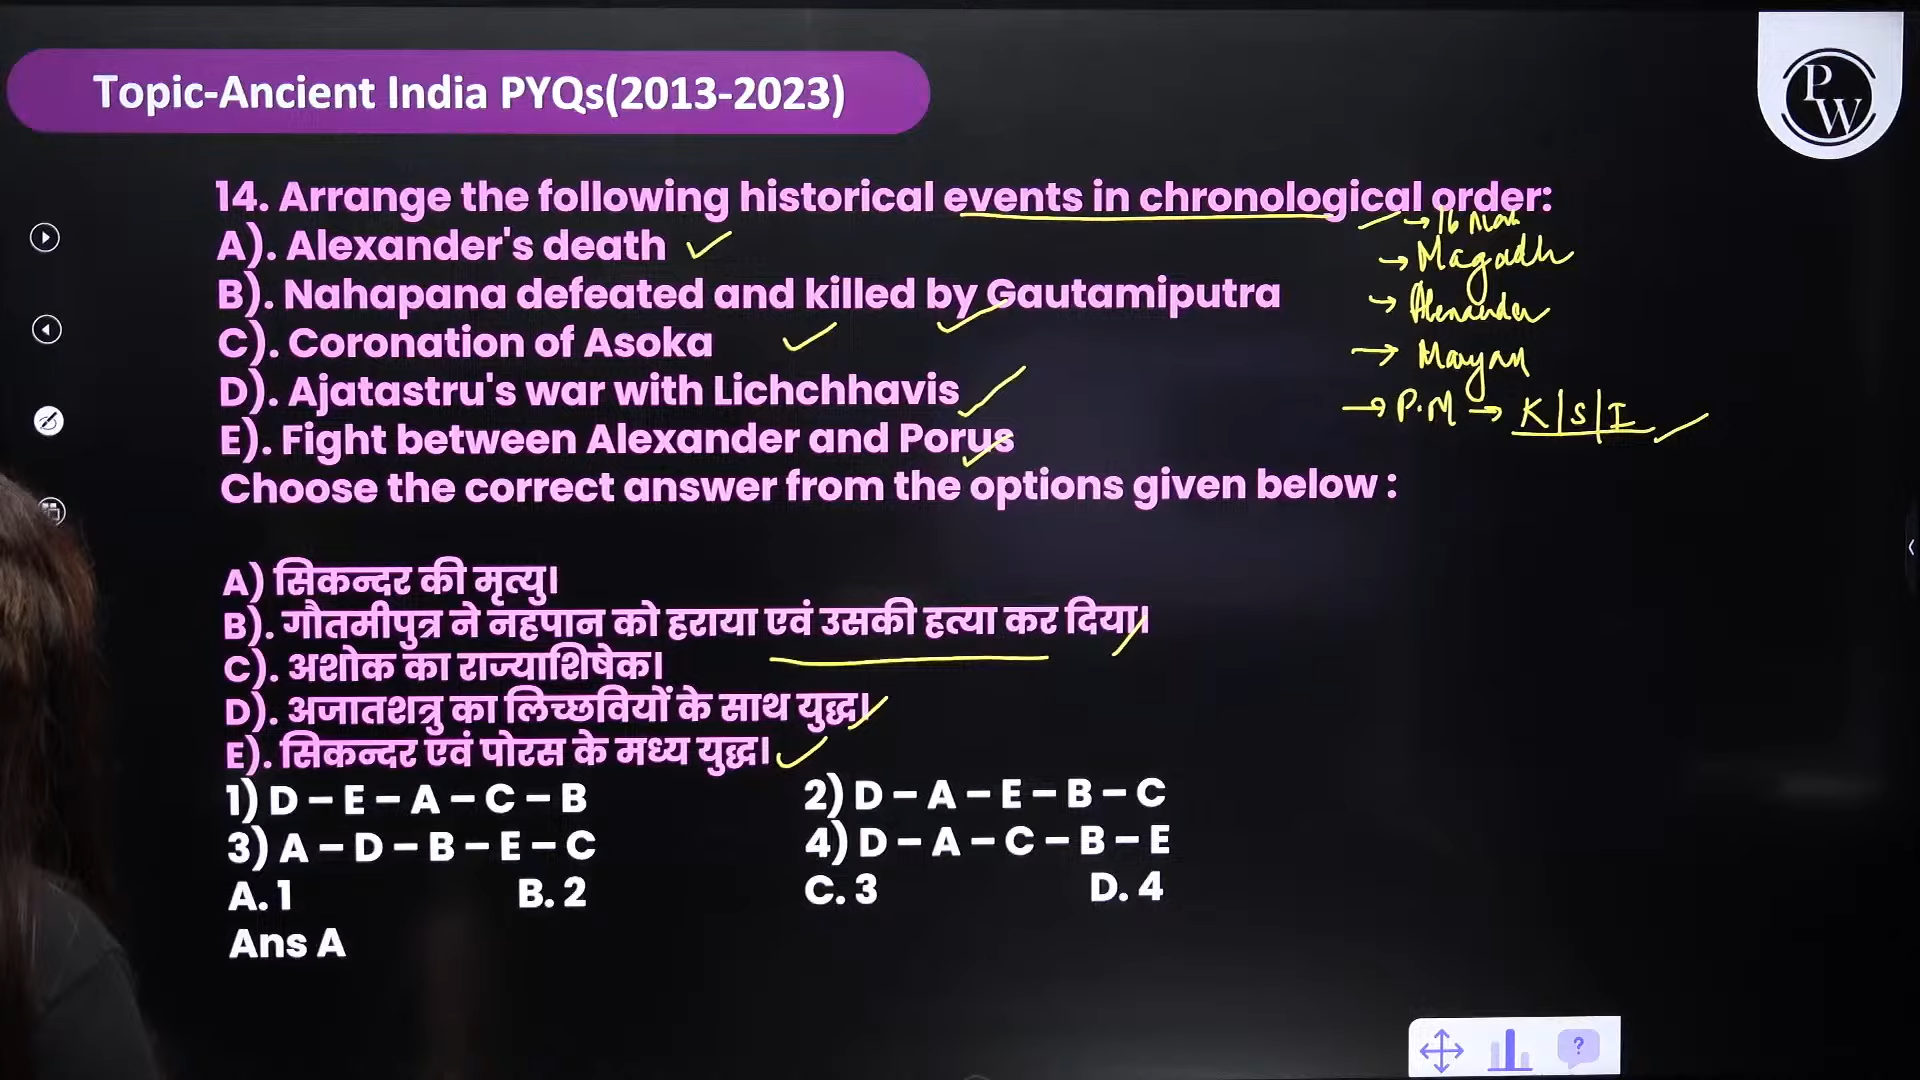 Topic-Ancient India PYQs(2013-2023)
P
W
14. Arrange the following historical events in chronological order:
A). Alexander's death
B). Nahapana defeated and killed by Gautamiputra
C). Coronation of Asoka
D). Ajatastru's war with Lichchhavis
E). Fight between Alexander and Porus
Choose the correct answer from the options given below :
→ 16
→ Magadh
→ Alexander
→
→ P.M → K|S|I
A) सिकन्दर की मृत्यु।
B). गौतमीपुत्र ने नहपान को हराया एवं उसकी हत्या कर दिया।
C). अशोक का राज्याशिषेक।
D). अजातशत्रु का लिच्छवियों के साथ युद्ध।
E). सिकन्दर एवं पोरस के मध्य युद्ध।
1) D – E – A – C – B 2) D – A – E – B – C
3) A – D – B – E – C 4) D – A – C – B – E
A. 1 B. 2 C. 3 D. 4
Ans A
?